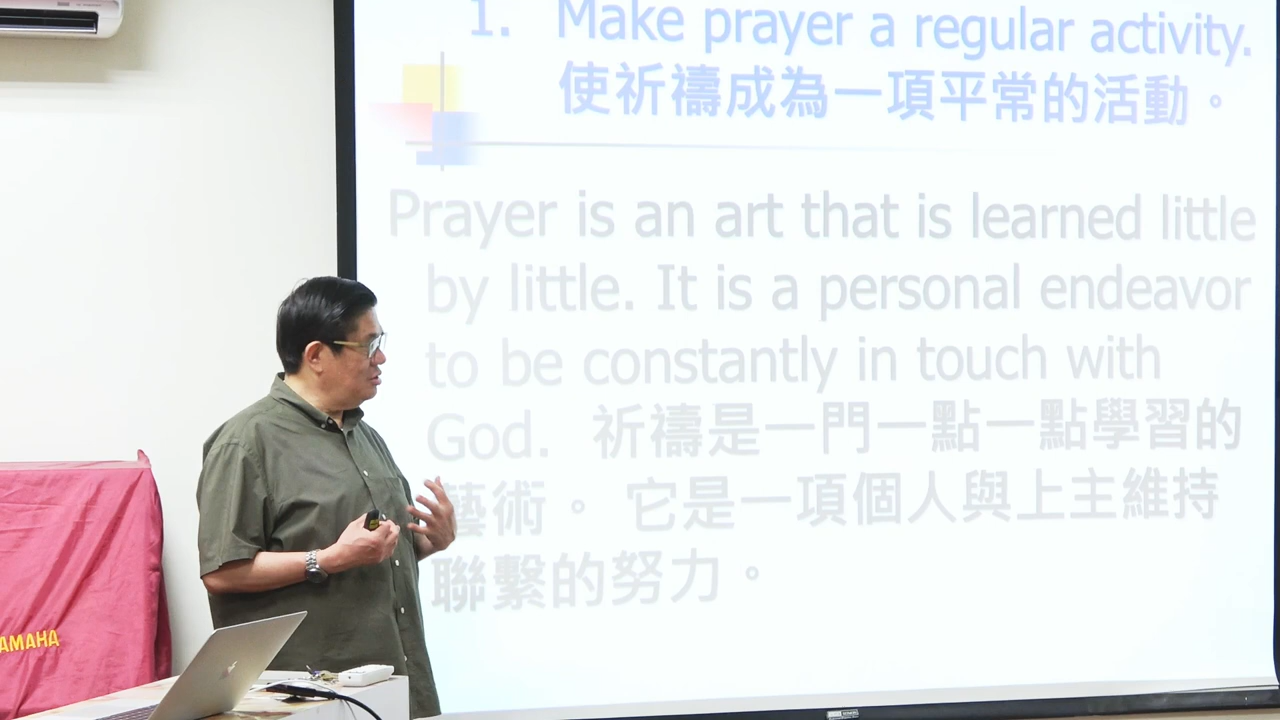 1. Make prayer a regular activity.
使祈禱成為一項平常的活動。
Prayer is an art that is learned little
by little. It is a personal endeavor
to be constantly in touch with
God. 祈禱是一門一點一點學習的
藝術。 它是一項個人與上主維持
聯繫的努力。
AMAHA